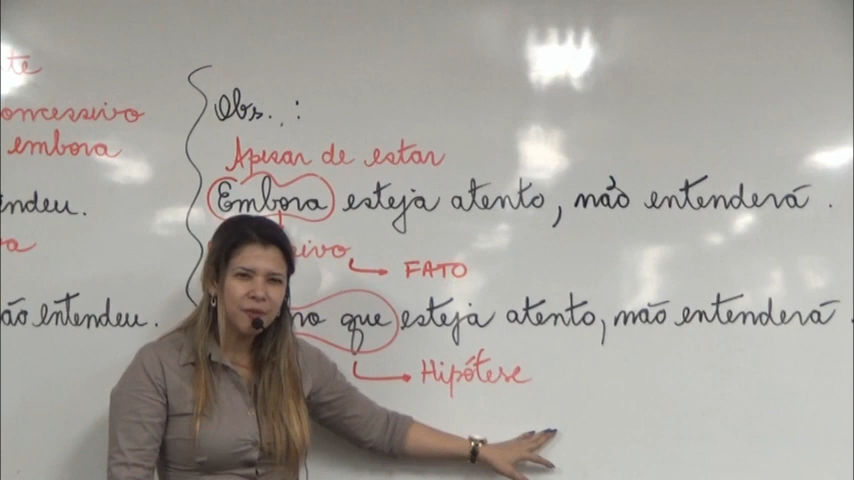 te
oncessivo
embora
ndeu.
a
ão entendeu.
Obs.:
Apesar de estar
Embora esteja atento, não entenderá.
ivo
FATO
no que esteja atento, não entenderá.
Hipótese